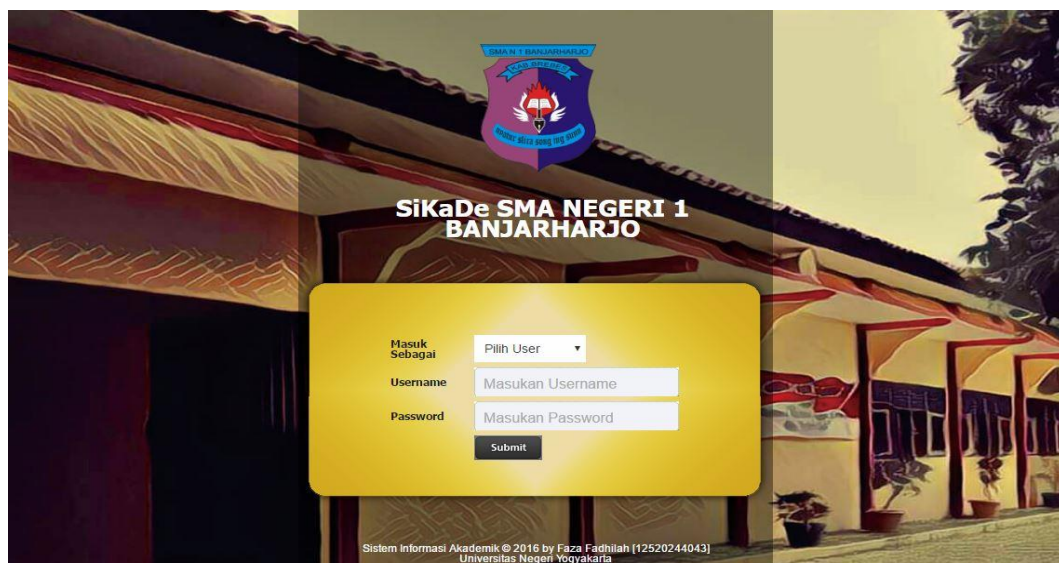 SMA N 1 BANJARHARJO
KAB BREBES
SiKaDe SMA NEGERI 1
BANJARHARJO
Masuk
Sebagai
Pilih User
Username
Masukan Username
Password
Masukan Password
Submit
Sistem Informasi Akademik © 2016 by Faza Fadhilah [12520244043]
Universitas Negeri Yogyakarta